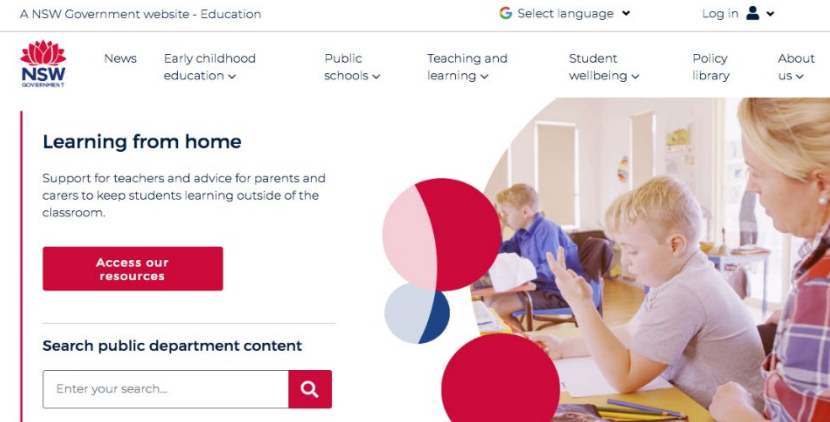 A NSW Government website - Education
G Select language
Log in
NSW
GOVERNMENT
News
Early childhood
education
Public
schools
Teaching and
learning
Student
wellbeing
Policy
library
About
us
Learning from home
Support for teachers and advice for parents and
carers to keep students learning outside of the
classroom.
Access our
resources
Search public department content
Enter your search...